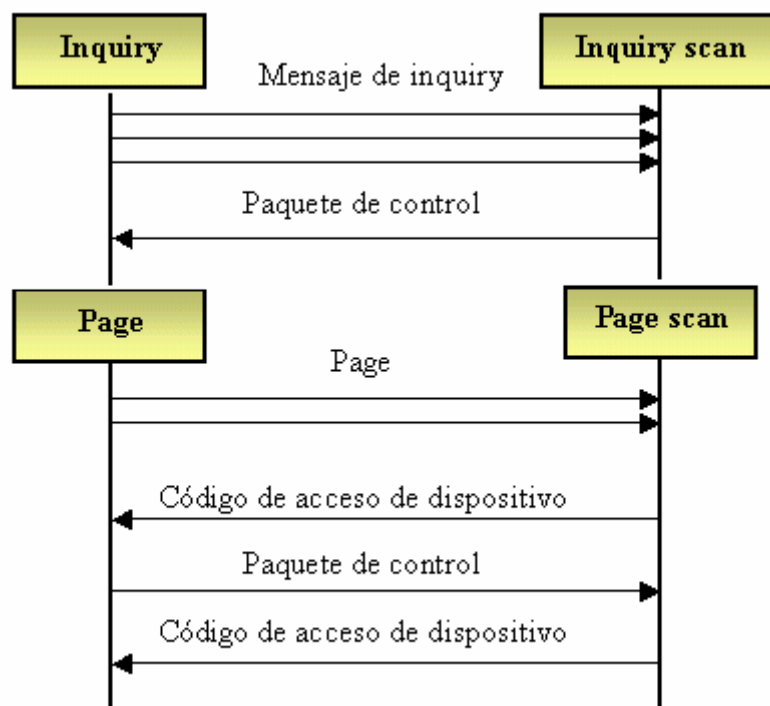 Inquiry
Inquiry scan
Mensaje de inquiry
Paquete de control
Page
Page scan
Page
Código de acceso de dispositivo
Paquete de control
Código de acceso de dispositivo